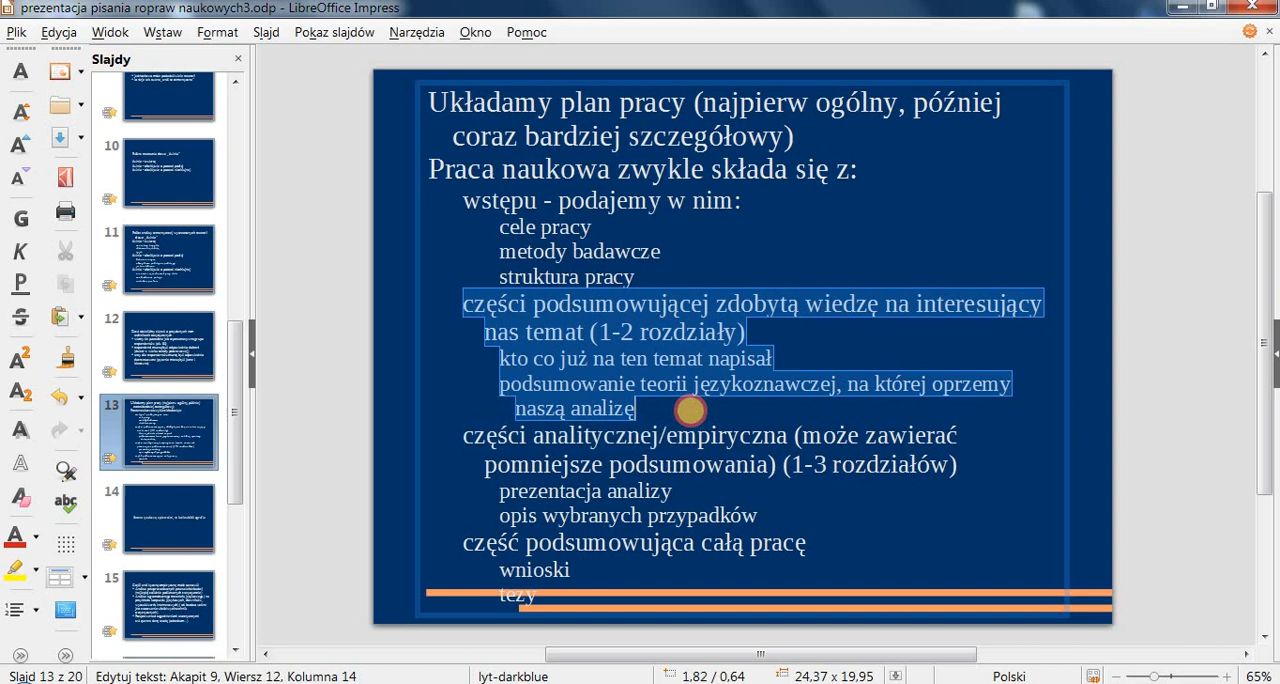 prezentacja pisania ropraw naukowych3.odp - LibreOffice Impress
Plik Edycja Widok Wstaw Format Slajd Pokaz slajdów Narzędzia Okno Pomoc
Slajdy
10
11
12
13
14
15
Układamy plan pracy (najpierw ogólny, później
coraz bardziej szczegółowy)
Praca naukowa zwykle składa się z:
wstępu - podajemy w nim:
cele pracy
metody badawcze
struktura pracy
części podsumowującej zdobytą wiedzę na interesujący
nas temat (1-2 rozdziały)
kto co już na ten temat napisał
podsumowanie teorii językoznawczej, na której oprzemy
naszą analizę
części analitycznej/empiryczna (może zawierać
pomniejsze podsumowania) (1-3 rozdziałów)
prezentacja analizy
opis wybranych przypadków
część podsumowująca całą pracę
wnioski
tezy
Slajd 13 z 20 Edytuj tekst: Akapit 9, Wiersz 12, Kolumna 14 lyt-darkblue 1,82 / 0,64 24,37 x 19,95 Polski 65%